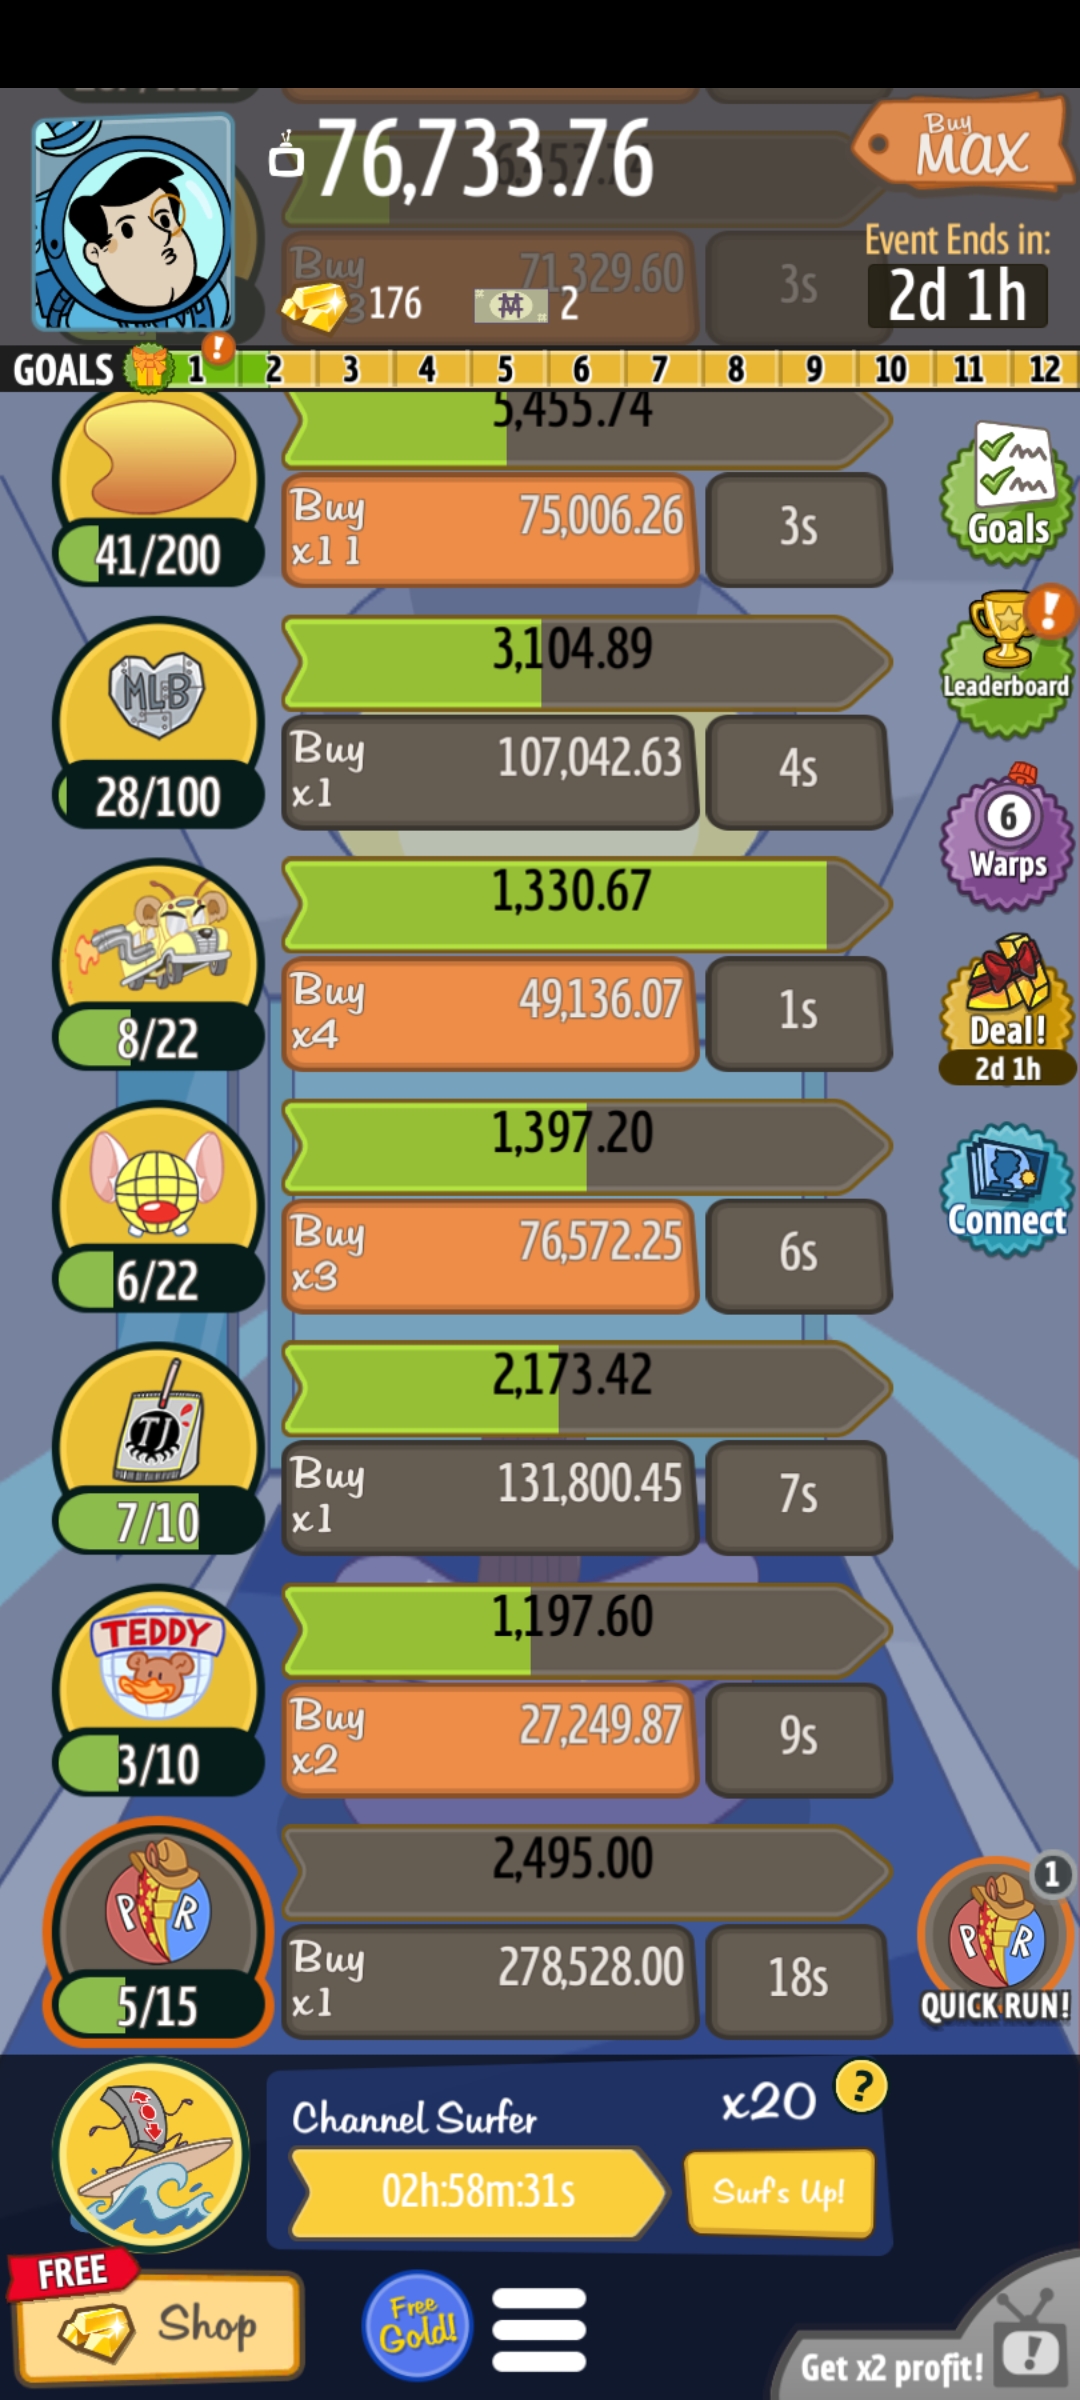 76,733.76
Buy
MAX
Event Ends in:
2d 1h
Buy
71,329.60
3s
176
2
GOALS 1 ! 2 3 4 5 6 7 8 9 10 11 12
5,455.74
Buy
x11
75,006.26
3s
41/200
Goals
3,104.89
MLB
Buy
x1
107,042.63
4s
28/100
!
Leaderboard
1,330.67
6
Warps
Buy
x4
49,136.07
1s
8/22
Deal!
2d 1h
1,397.20
Buy
x3
76,572.25
6s
6/22
Connect
2,173.42
TJ
Buy
x1
131,800.45
7s
7/10
1,197.60
TEDDY
Buy
x2
27,249.87
9s
3/10
2,495.00
P R
Buy
x1
278,528.00
18s
5/15
1
P R
QUICK RUN!
Channel Surfer
x20
?
02h:58m:31s
Surf's Up!
FREE
Shop
Free
Gold!
Get x2 profit!
!